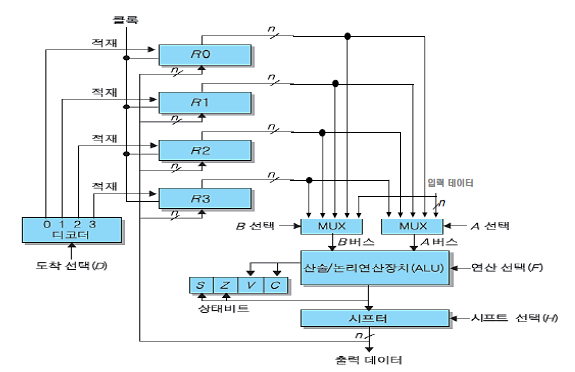 클록
n
적재
R0
n
n
적재
R1
n
n
적재
R2
n
n
적재
R3
n
입력 데이터
n
0 1 2 3
디코더
도착 선택(D)
B 선택
MUX
MUX
A 선택
B버스
A버스
산술/논리연산장치(ALU)
연산 선택(F)
S Z V C
상태비트
시프터
시프트 선택(H)
n
출력 데이터